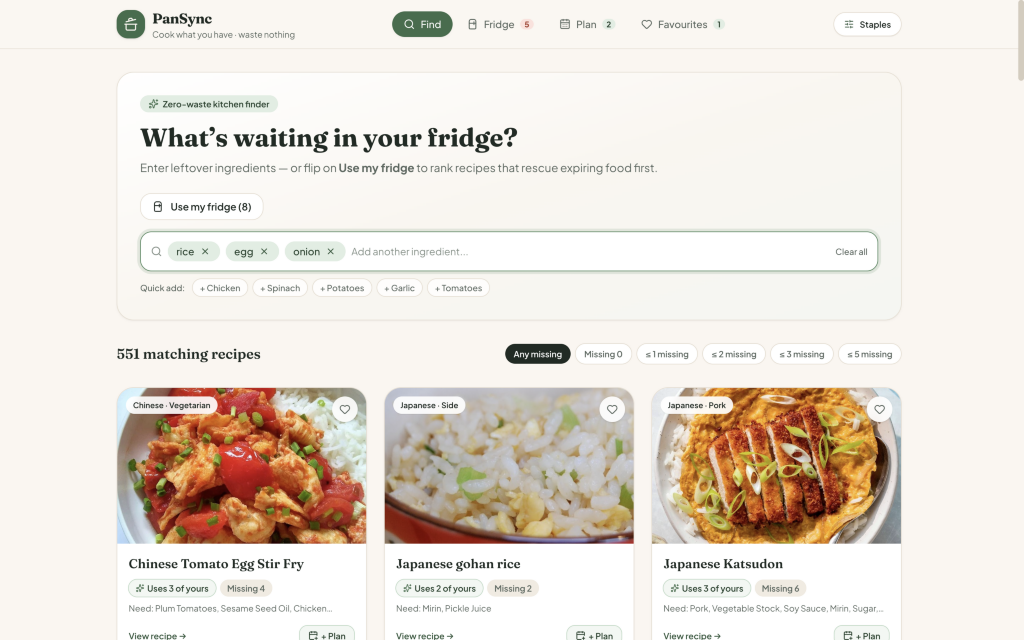 PanSync
Cook what you have · waste nothing
Find
Fridge 5
Plan 2
Favourites 1
Staples
Zero-waste kitchen finder
What's waiting in your fridge?
Enter leftover ingredients — or flip on Use my fridge to rank recipes that rescue expiring food first.
Use my fridge (8)
rice ✕ egg ✕ onion ✕ Add another ingredient... Clear all
Quick add: + Chicken + Spinach + Potatoes + Garlic + Tomatoes
551 matching recipes
Any missing Missing 0 ≤ 1 missing ≤ 2 missing ≤ 3 missing ≤ 5 missing
Chinese · Vegetarian
Chinese Tomato Egg Stir Fry
Uses 3 of yours Missing 4
Need: Plum Tomatoes, Sesame Seed Oil, Chicken...
View recipe → + Plan
Japanese · Side
Japanese gohan rice
Uses 2 of yours Missing 2
Need: Mirin, Pickle Juice
View recipe → + Plan
Japanese · Pork
Japanese Katsudon
Uses 3 of yours Missing 6
Need: Pork, Vegetable Stock, Soy Sauce, Mirin, Sugar,...
View recipe → + Plan